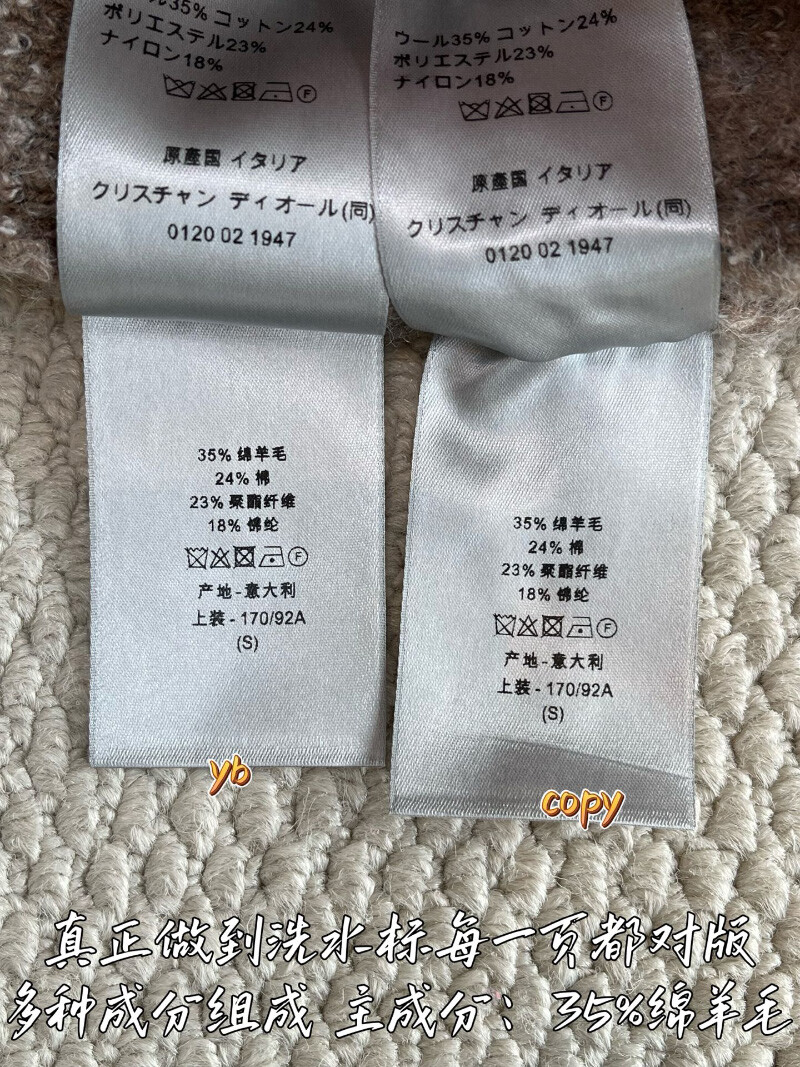 ル35% コットン24%
ポリエステル23%
ナイロン18%
原産国 イタリア
クリスチャン ディオール(同)
0120 02 1947
ウール35% コットン24%
ポリエステル23%
ナイロン18%
原産国 イタリア
クリスチャン ディオール(同)
0120 02 1947
35% 绵羊毛
24% 棉
23% 聚酯纤维
18% 锦纶
F
产地-意大利
上装-170/92A
(S)
yb
35% 绵羊毛
24% 棉
23% 聚酯纤维
18% 锦纶
F
产地-意大利
上装-170/92A
(S)
copy
真正做到洗水标每一页都对版
多种成分组成 主成分：35%绵羊毛